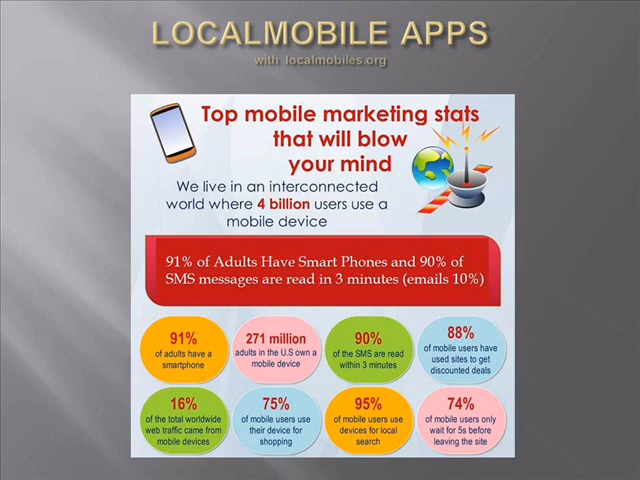 LOCALMOBILE APPS
with localmobiles.org
Top mobile marketing stats
that will blow
your mind
We live in an interconnected
world where 4 billion users use a
mobile device
91% of Adults Have Smart Phones and 90% of
SMS messages are read in 3 minutes (emails 10%)
91%
of adults have a
smartphone
271 million
adults in the U.S own a
mobile device
90%
of the SMS are read
within 3 minutes
88%
of mobile users have
used sites to get
discounted deals
16%
of the total worldwide
web traffic came from
mobile devices
75%
of mobile users use
their device for
shopping
95%
of mobile users use
devices for local
search
74%
of mobile users only
wait for 5s before
leaving the site